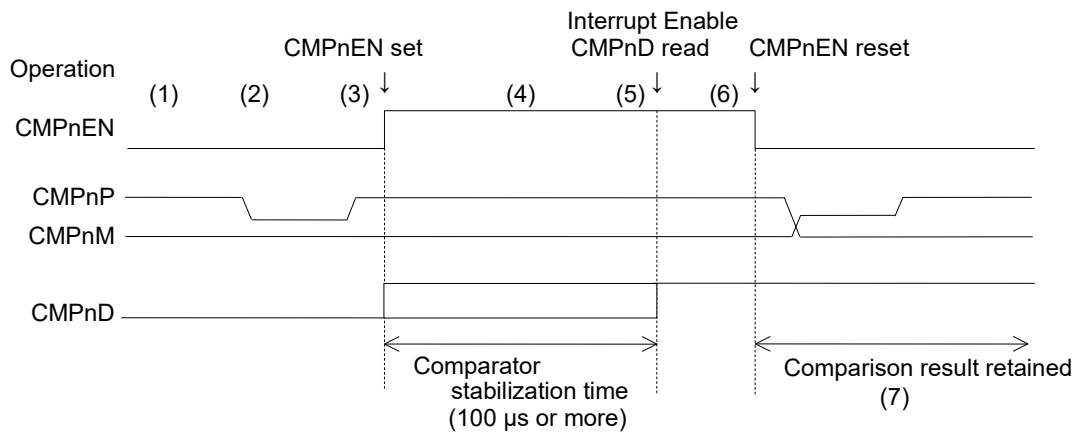 Interrupt Enable
CMPnEN set CMPnD read CMPnEN reset
Operation
↓ ↓ ↓
(1) (2) (3) (4) (5) (6)
CMPnEN
CMPnP
CMPnM
CMPnD
Comparator
stabilization time
(100 µs or more)
Comparison result retained
(7)